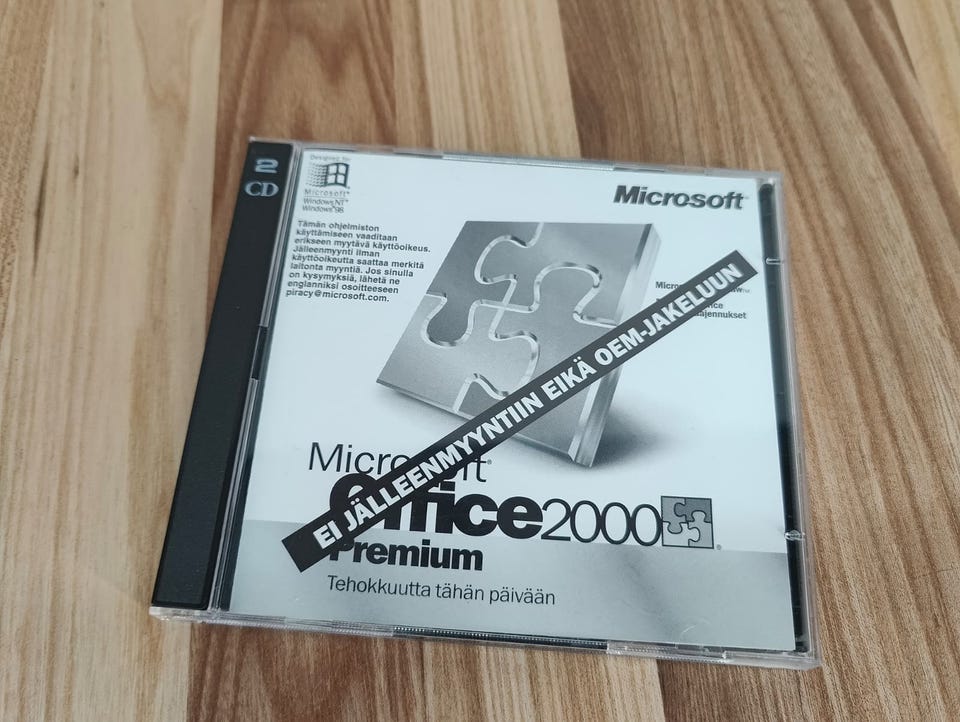 2
CD
Designed for
Microsoft®
Windows NT®
Windows®98
Microsoft®
Tämän ohjelmiston
käyttämiseen vaaditaan
erikseen myytävä käyttöoikeus.
Jälleenmyynti ilman
käyttöoikeutta saattaa merkitä
laitonta myyntiä. Jos sinulla
on kysymyksiä, lähetä ne
englanniksi osoitteeseen
piracy@microsoft.com.
EI JÄLLEENMYYNTIIN EIKÄ OEM-JAKELUUN
Microsoft®
Office2000
Premium
Tehokkuutta tähän päivään